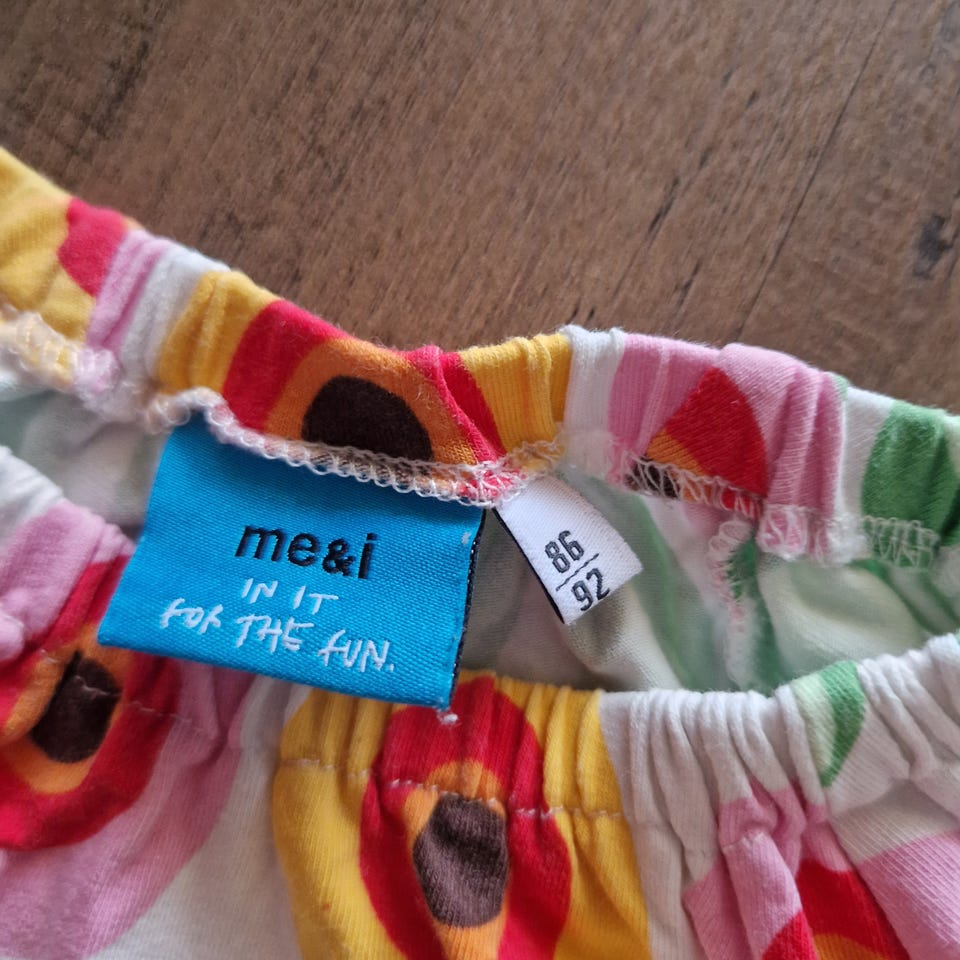 me&i
IN IT
FOR THE FUN.
86
92